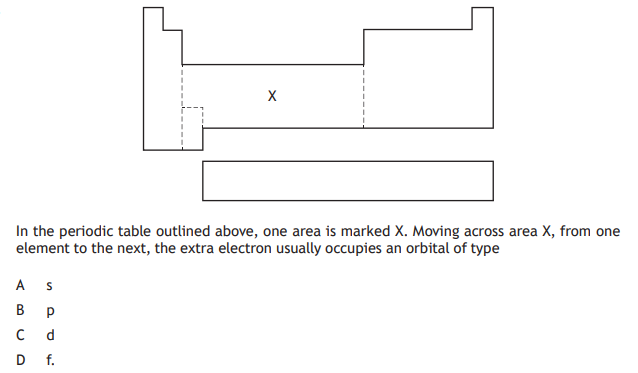 X
In the periodic table outlined above, one area is marked X. Moving across area X, from one
element to the next, the extra electron usually occupies an orbital of type
A s
B p
C d
D f.